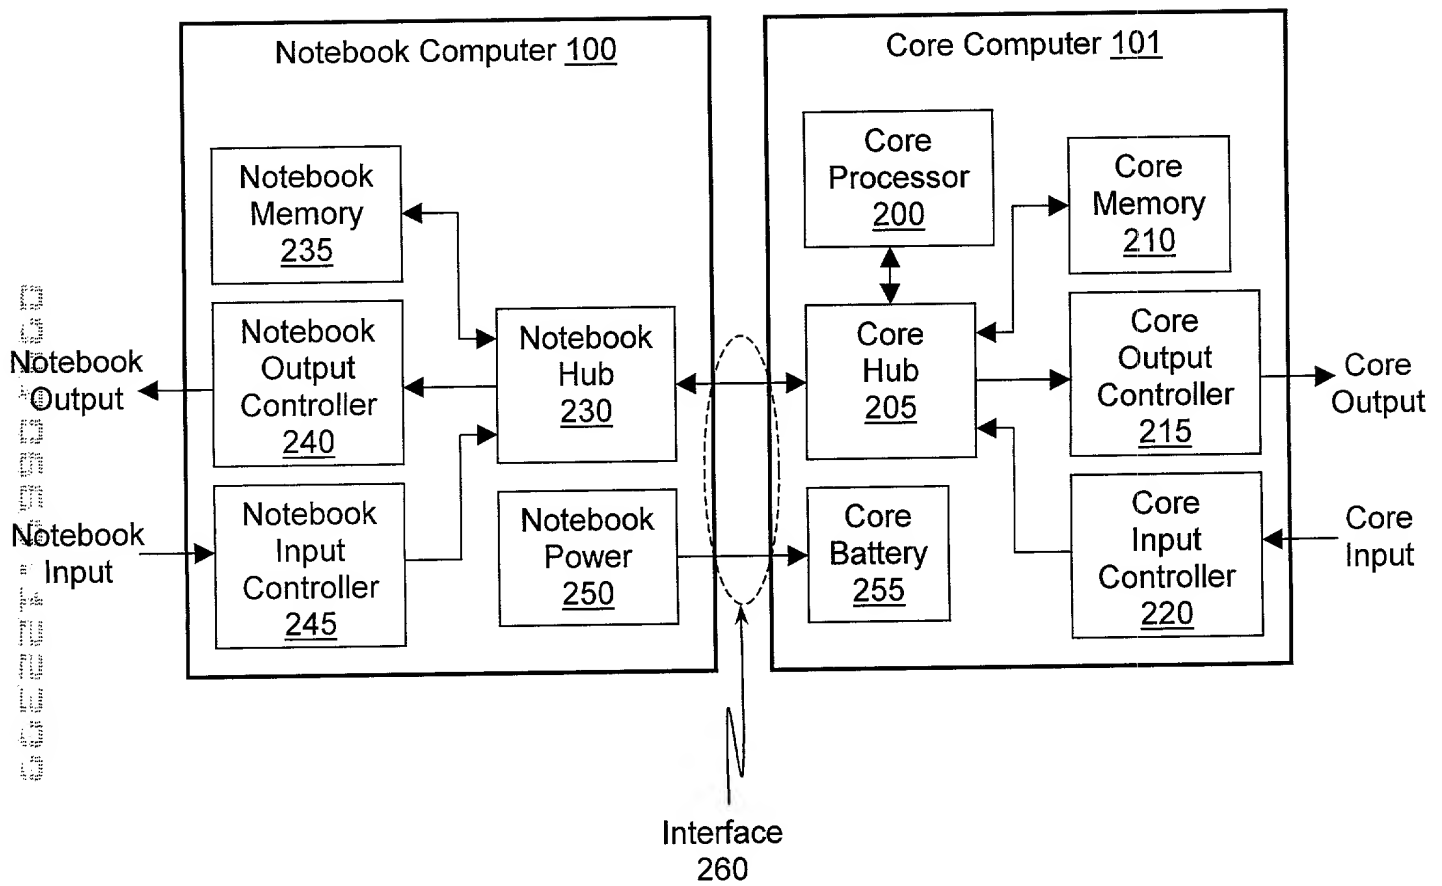 Notebook Computer 100
Core Computer 101
Notebook
Memory
235
Notebook
Output
Controller
240
Notebook
Input
Controller
245
Notebook
Hub
230
Notebook
Power
250
Notebook
Output
Notebook
Input
Core
Processor
200
Core
Memory
210
Core
Hub
205
Core
Output
Controller
215
Core
Battery
255
Core
Input
Controller
220
Core
Output
Core
Input
Interface
260